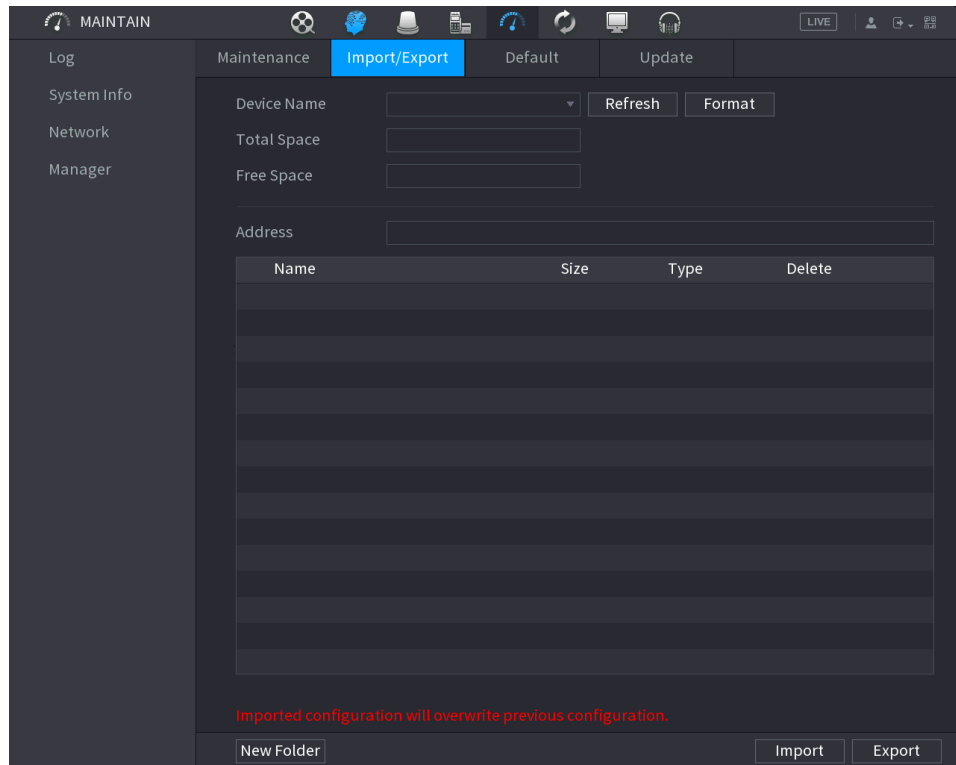 MAINTAIN LIVE
Log Maintenance Import/Export Default Update
System Info
Network
Manager
Device Name Refresh Format
Total Space
Free Space
Address
Name Size Type Delete
Imported configuration will overwrite previous configuration.
New Folder Import Export